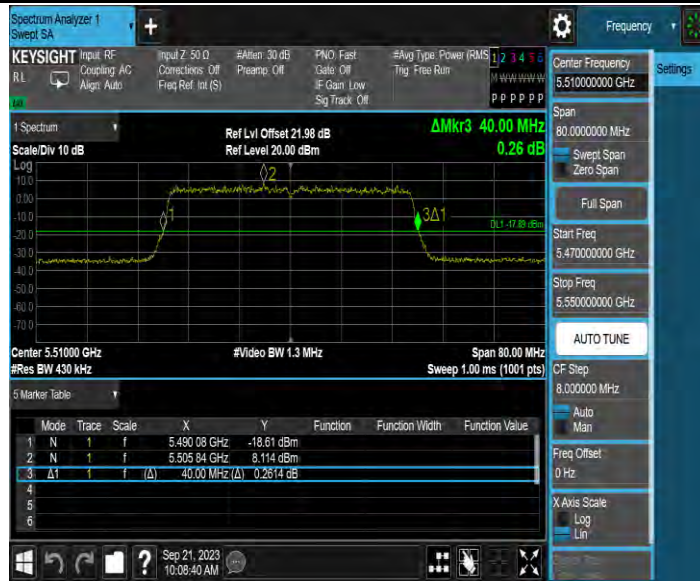 Spectrum Analyzer 1
Swept SA
+
Frequency
KEYSIGHT Input: RF Input Z: 50 Ω #Atten: 30 dB PNO: Fast #Avg Type: Power (RMS 1 2 3 4 5 6
RL Coupling: AC Corrections: Off Preamp: Off Gate: Off Trig: Free Run M W W W W W
Align: Auto Freq Ref: Int (S) IF Gain: Low
Sig Track: Off P P P P P P
1 Spectrum
Ref Lvl Offset 21.98 dB ΔMkr3 40.00 MHz
Scale/Div 10 dB Ref Level 20.00 dBm 0.26 dB
Log
10.0
0.00
-10.0
-20.0
-30.0
-40.0
-50.0
-60.0
-70.0
2
1
3Δ1
DL1 -17.89 dBm
Center 5.51000 GHz #Video BW 1.3 MHz Span 80.00 MHz
#Res BW 430 kHz Sweep 1.00 ms (1001 pts)
5 Marker Table
Mode Trace Scale X Y Function Function Width Function Value
1 N 1 f 5.490 08 GHz -18.61 dBm
2 N 1 f 5.505 84 GHz 8.114 dBm
3 Δ1 1 f (Δ) 40.00 MHz (Δ) 0.2614 dB
4
5
6
Sep 21, 2023
10:08:40 AM
Center Frequency
5.510000000 GHz
Settings
Span
80.0000000 MHz
Swept Span
Zero Span
Full Span
Start Freq
5.470000000 GHz
Stop Freq
5.550000000 GHz
AUTO TUNE
CF Step
8.000000 MHz
Auto
Man
Freq Offset
0 Hz
X Axis Scale
Log
Lin